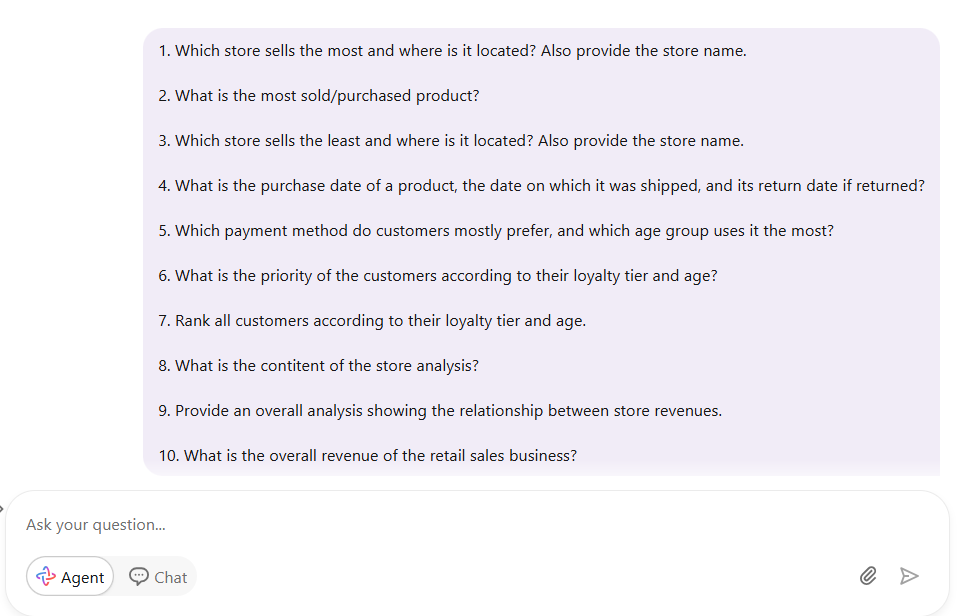 1. Which store sells the most and where is it located? Also provide the store name.
2. What is the most sold/purchased product?
3. Which store sells the least and where is it located? Also provide the store name.
4. What is the purchase date of a product, the date on which it was shipped, and its return date if returned?
5. Which payment method do customers mostly prefer, and which age group uses it the most?
6. What is the priority of the customers according to their loyalty tier and age?
7. Rank all customers according to their loyalty tier and age.
8. What is the contitent of the store analysis?
9. Provide an overall analysis showing the relationship between store revenues.
10. What is the overall revenue of the retail sales business?
Ask your question...
Agent Chat